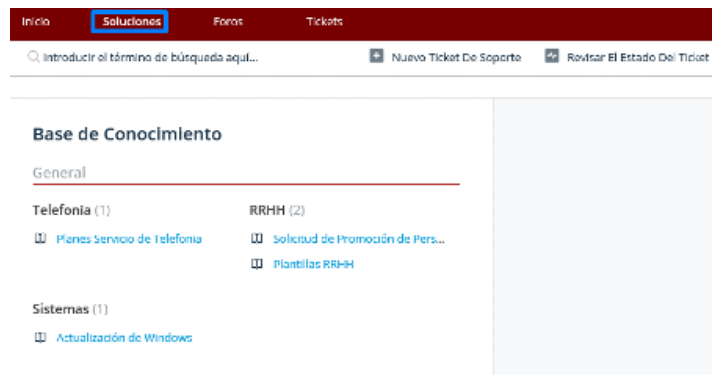 Inicio Soluciones Foros Tickets
Introducir el término de búsqueda aquí... Nuevo Ticket De Soporte Revisar El Estado Del Ticket
Base de Conocimiento
General
Telefonía (1) RRHH (2)
Planes Servicio de Telefonía Solicitud de Promoción de Pers...
Plantillas RRHH
Sistemas (1)
Actualización de Windows